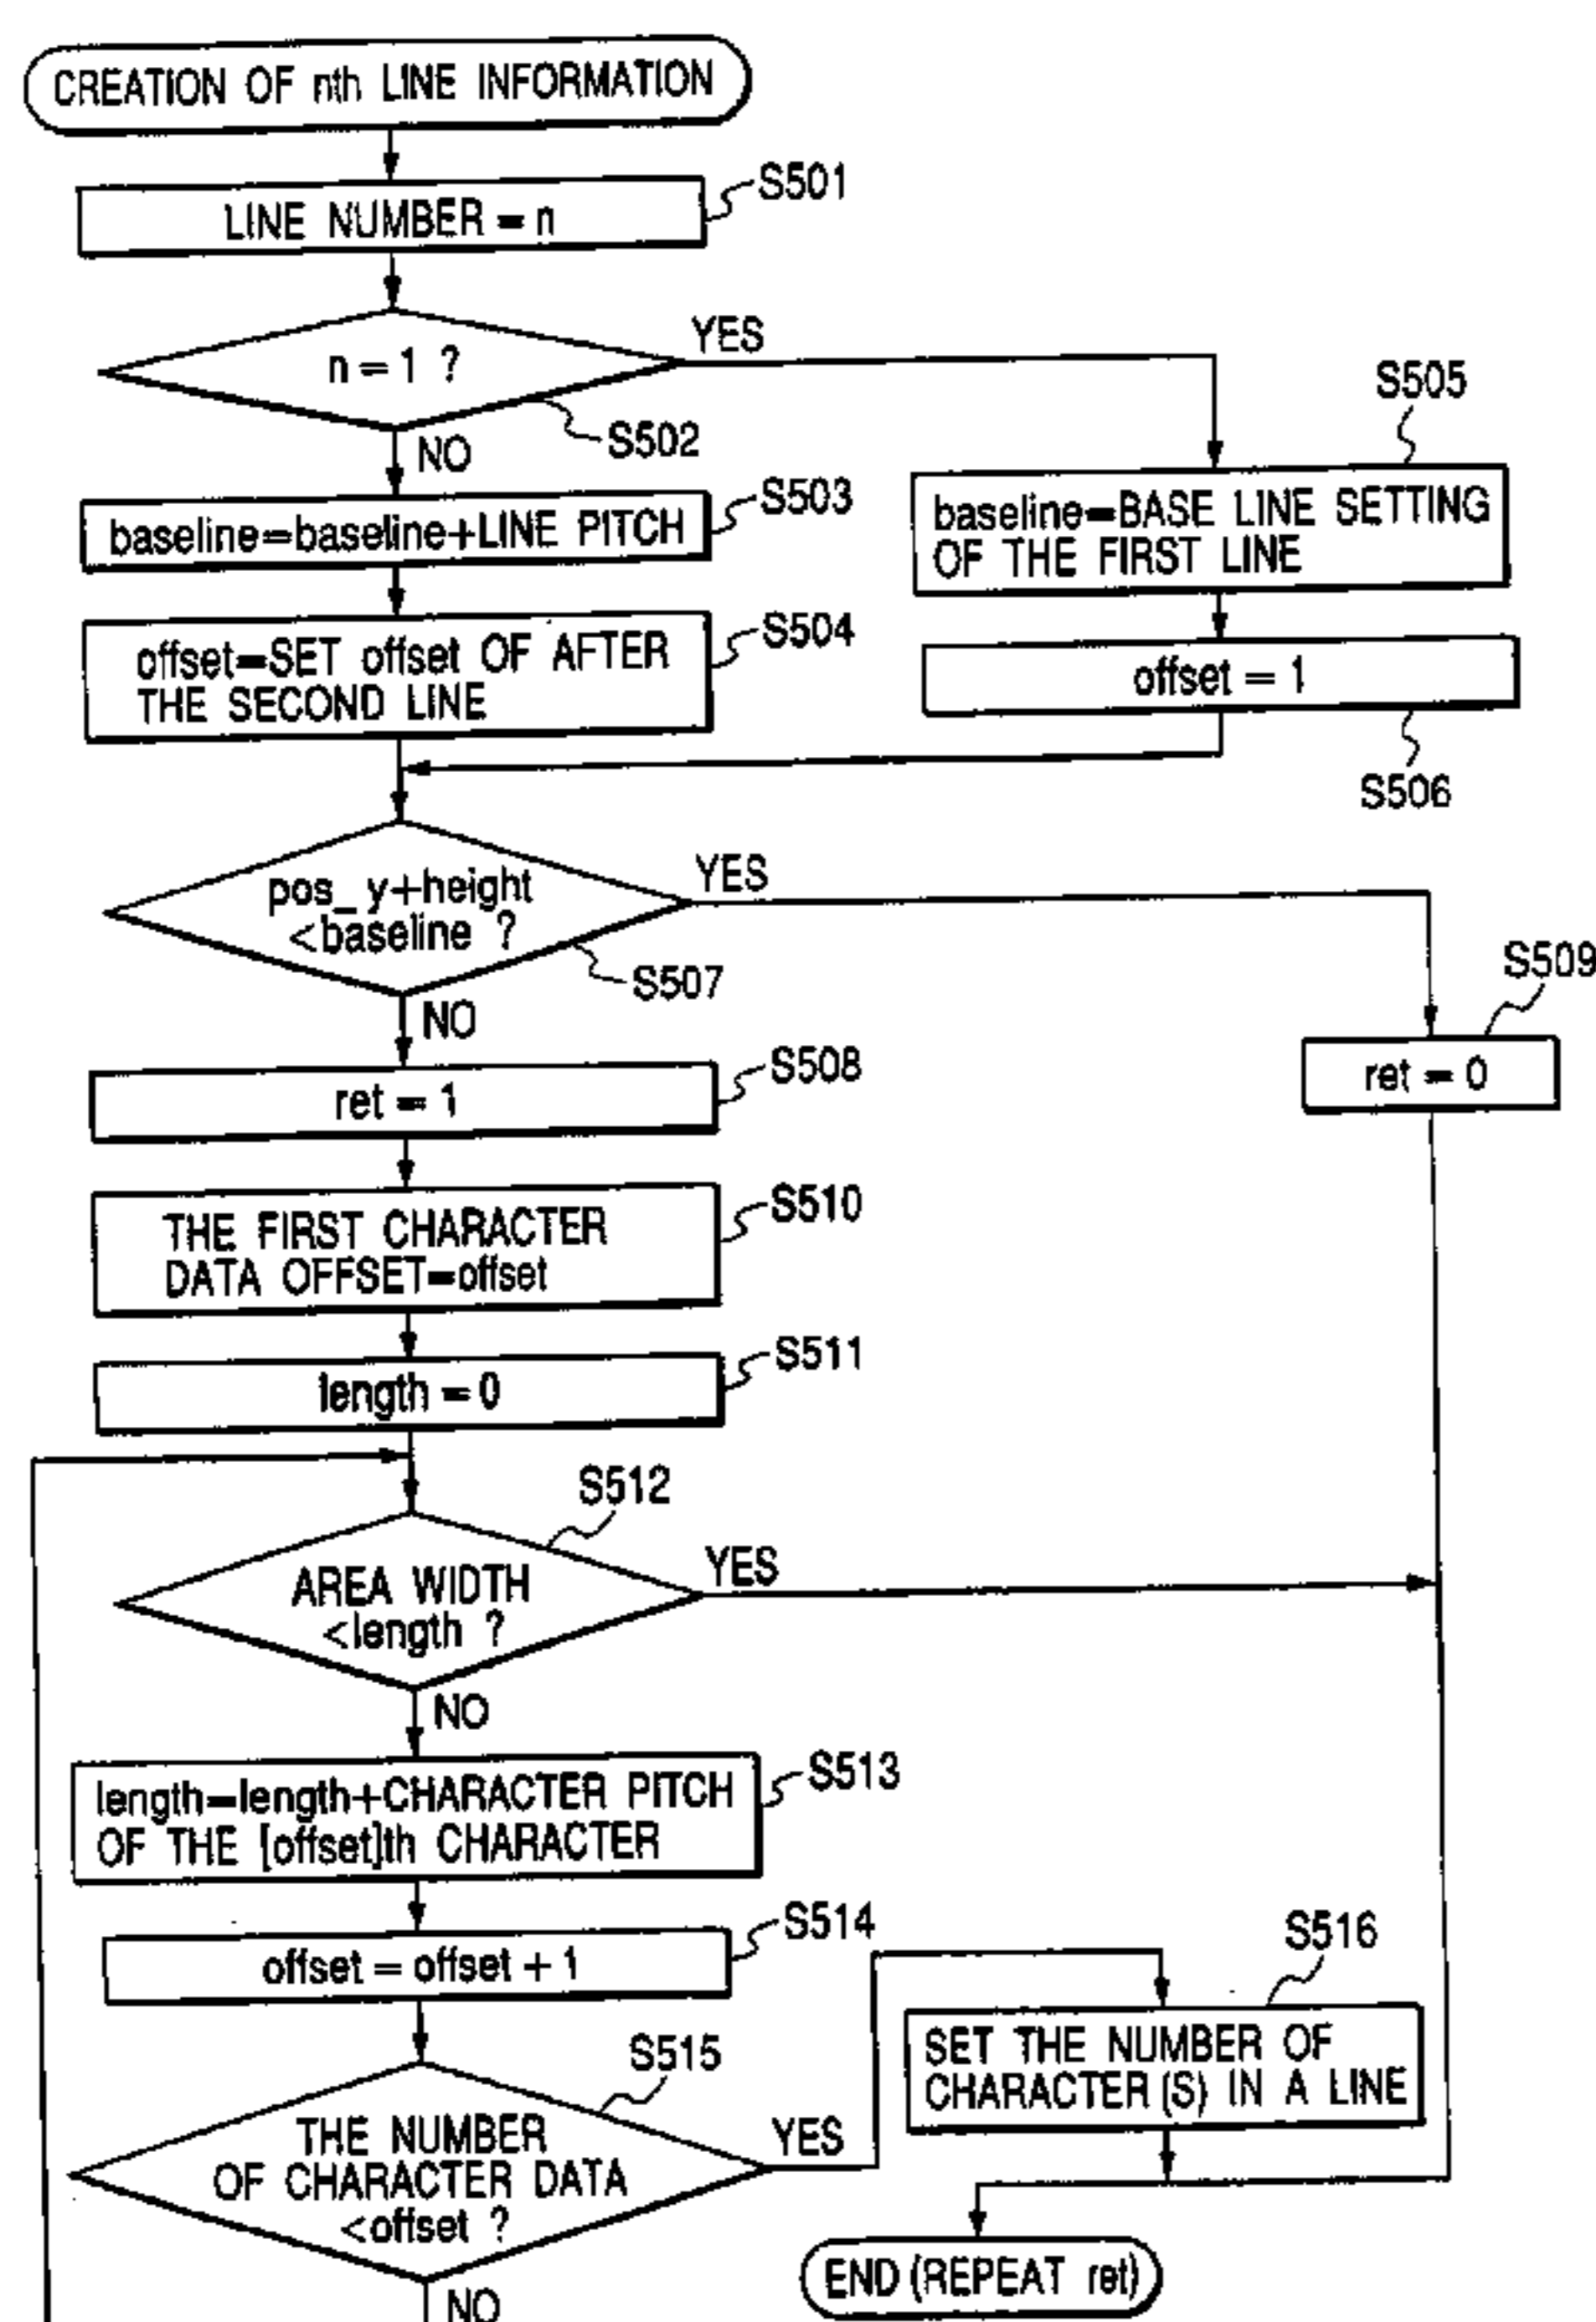 CREATION OF nth LINE INFORMATION
S501
LINE NUMBER = n
n = 1 ?
YES
S502
NO
S505
S503
baseline=baseline+LINE PITCH
baseline=BASE LINE SETTING
OF THE FIRST LINE
S504
offset=SET offset OF AFTER
THE SECOND LINE
offset = 1
S506
pos_y+height
<baseline ?
YES
S507
NO
S509
ret = 0
S508
ret = 1
S510
THE FIRST CHARACTER
DATA OFFSET=offset
S511
length = 0
S512
AREA WIDTH
<length ?
YES
NO
S513
length=length+CHARACTER PITCH
OF THE [offset]th CHARACTER
S514
offset = offset + 1
S516
SET THE NUMBER OF
CHARACTER(S) IN A LINE
S515
THE NUMBER
OF CHARACTER DATA
<offset ?
YES
NO
END (REPEAT ret)